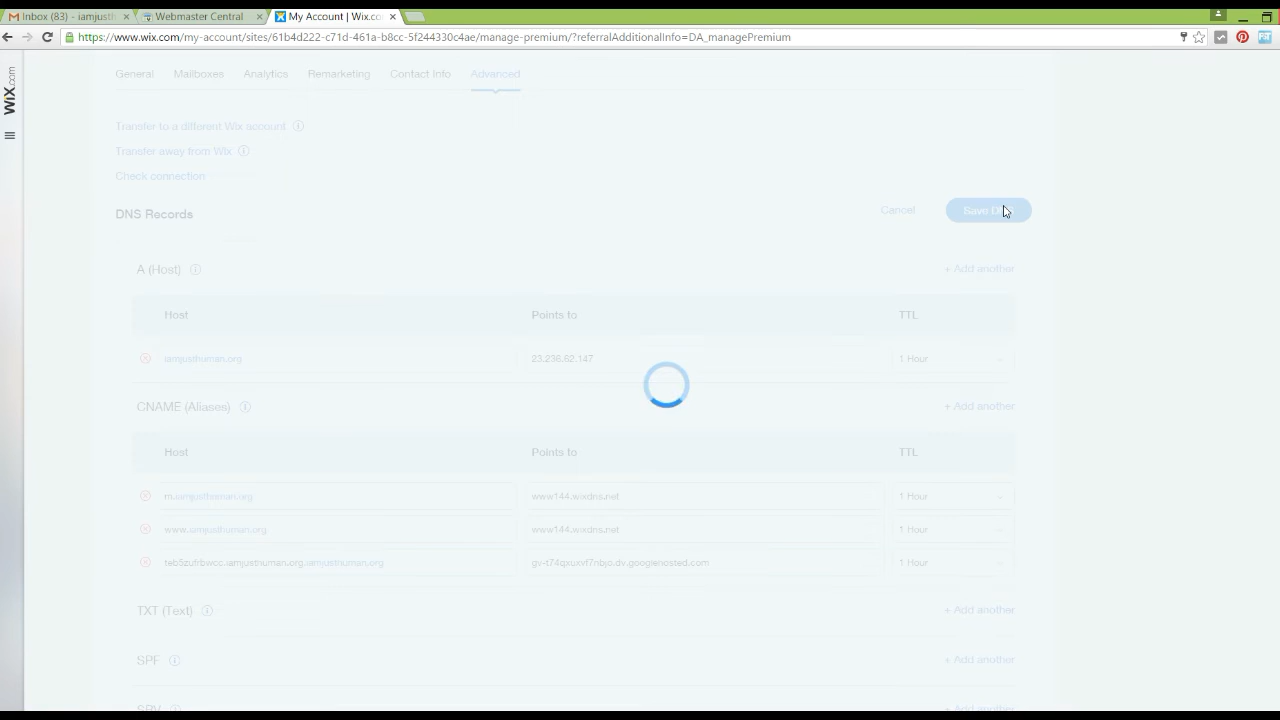 Inbox (83) - iamjust
Webmaster Central
My Account | Wix.co
https://www.wix.com/my-account/sites/61b4d222-c71d-461a-b8cc-5f244330c4ae/manage-premium/?referralAdditionalInfo=DA_managePremium
WiX.com
General Mailboxes Analytics Remarketing Contact Info Advanced
Transfer to a different Wix account
Transfer away from Wix
Check connection
DNS Records Cancel Save
A (Host) + Add another
Host Points to TTL
iamjusthuman.org 23.236.62.147 1 Hour
CNAME (Aliases) + Add another
Host Points to TTL
m.iamjusthuman.org www144.wixdns.net 1 Hour
www.iamjusthuman.org www144.wixdns.net 1 Hour
teb5zufrbwcc.iamjusthuman.org.iamjusthuman.org gv-t74qxuxvf7nbjo.dv.googlehosted.com 1 Hour
TXT (Text) + Add another
SPF + Add another
SRV + Add another